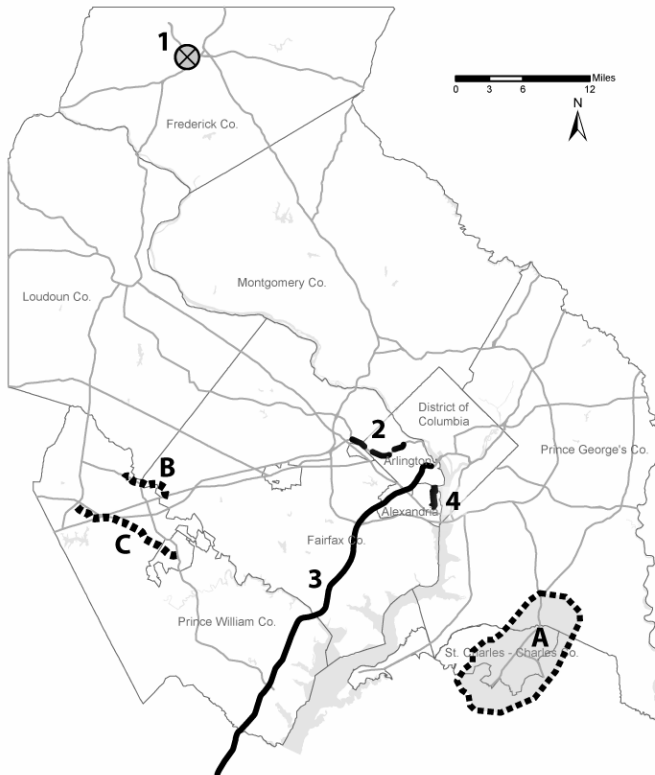 1
Miles
0 3 6 12
N
Frederick Co.
Montgomery Co.
Loudoun Co.
District of
Columbia
2
Arlington
Prince George's Co.
B
4
Alexandria
C
Fairfax Co.
3
Prince William Co.
A
St. Charles - Charles Co.